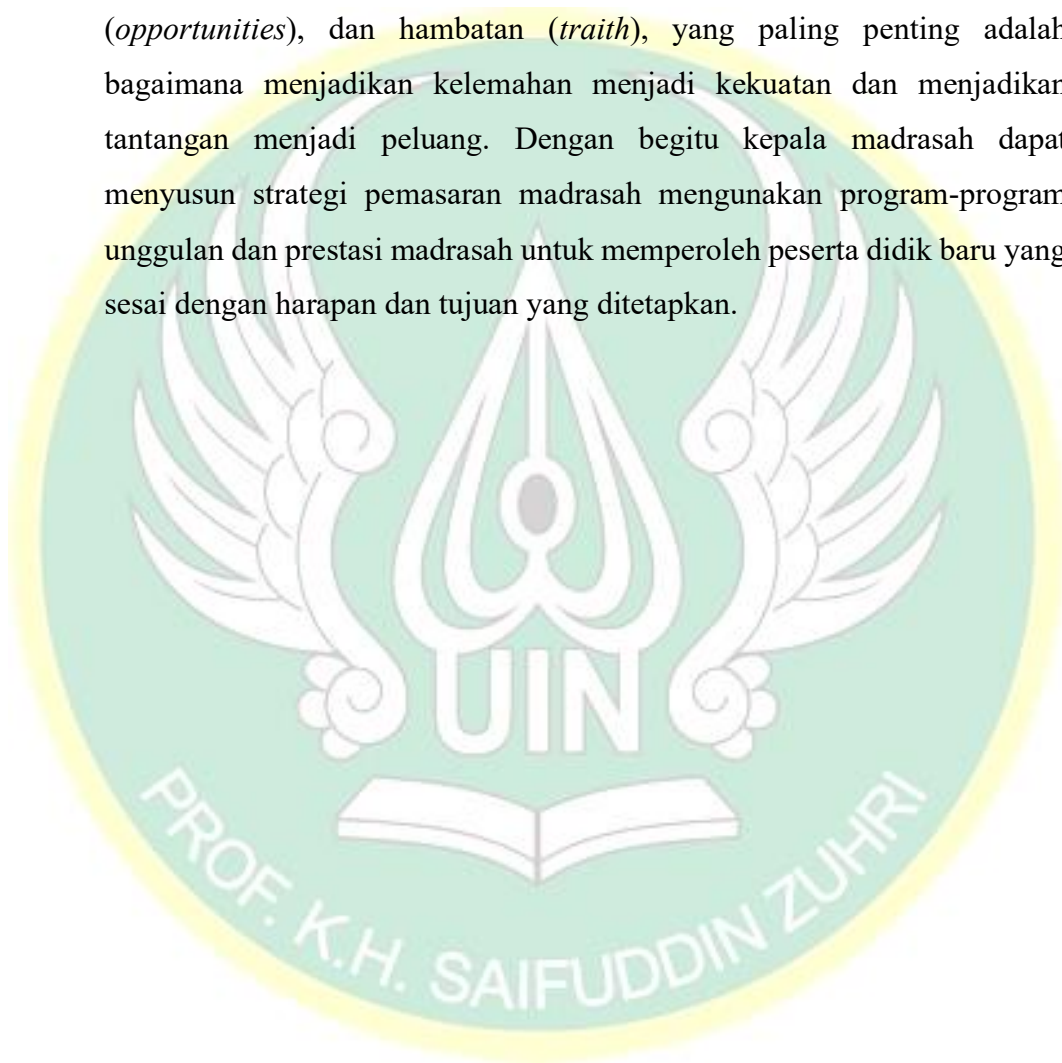 (opportunities), dan hambatan (traith), yang paling penting adalah
bagaimana menjadikan kelemahan menjadi kekuatan dan menjadikan
tantangan menjadi peluang. Dengan begitu kepala madrasah dapat
menyusun strategi pemasaran madrasah mengunakan program-program
unggulan dan prestasi madrasah untuk memperoleh peserta didik baru yang
sesai dengan harapan dan tujuan yang ditetapkan.
UIN
PROF. K.H. SAIFUDDIN ZUHRI